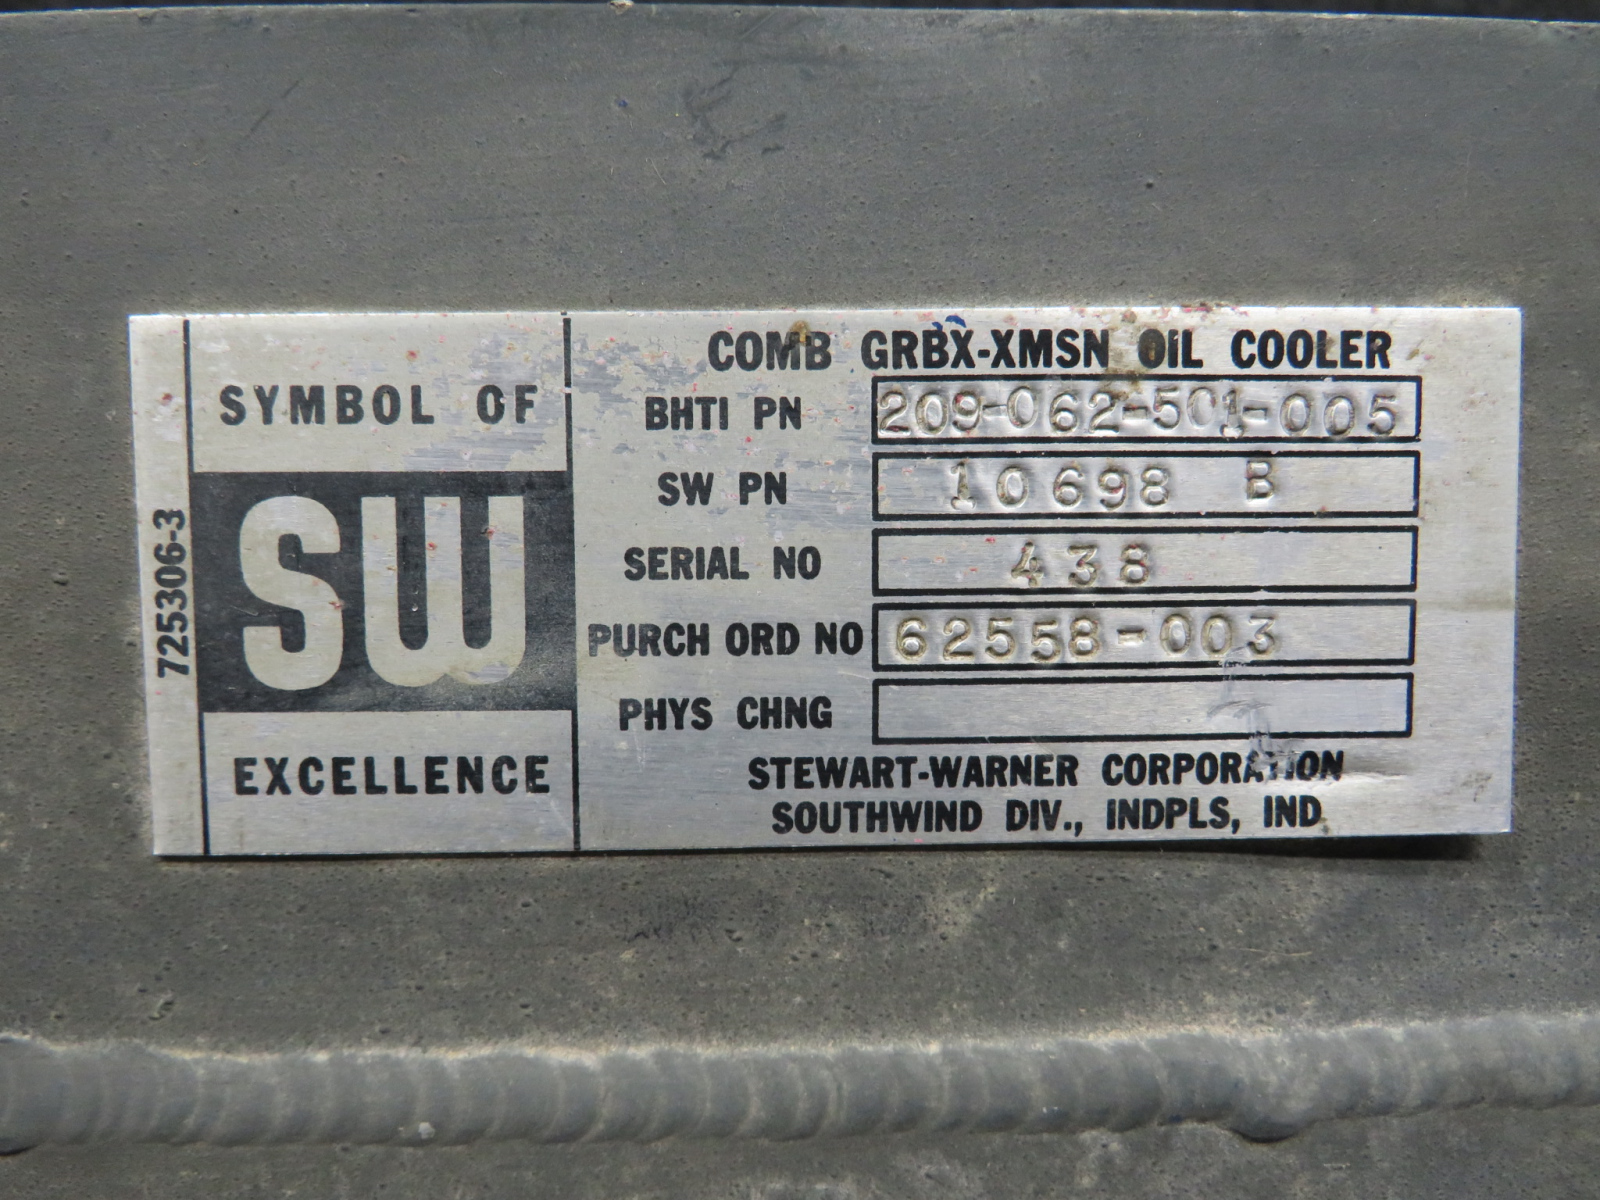 725306-3
SYMBOL OF
SW
EXCELLENCE
COMB GRBX-XMSN OIL COOLER
BHTI PN 209-062-501-005
SW PN 10698 B
SERIAL NO 438
PURCH ORD NO 62558-003
PHYS CHNG
STEWART-WARNER CORPORATION
SOUTHWIND DIV., INDPLS, IND